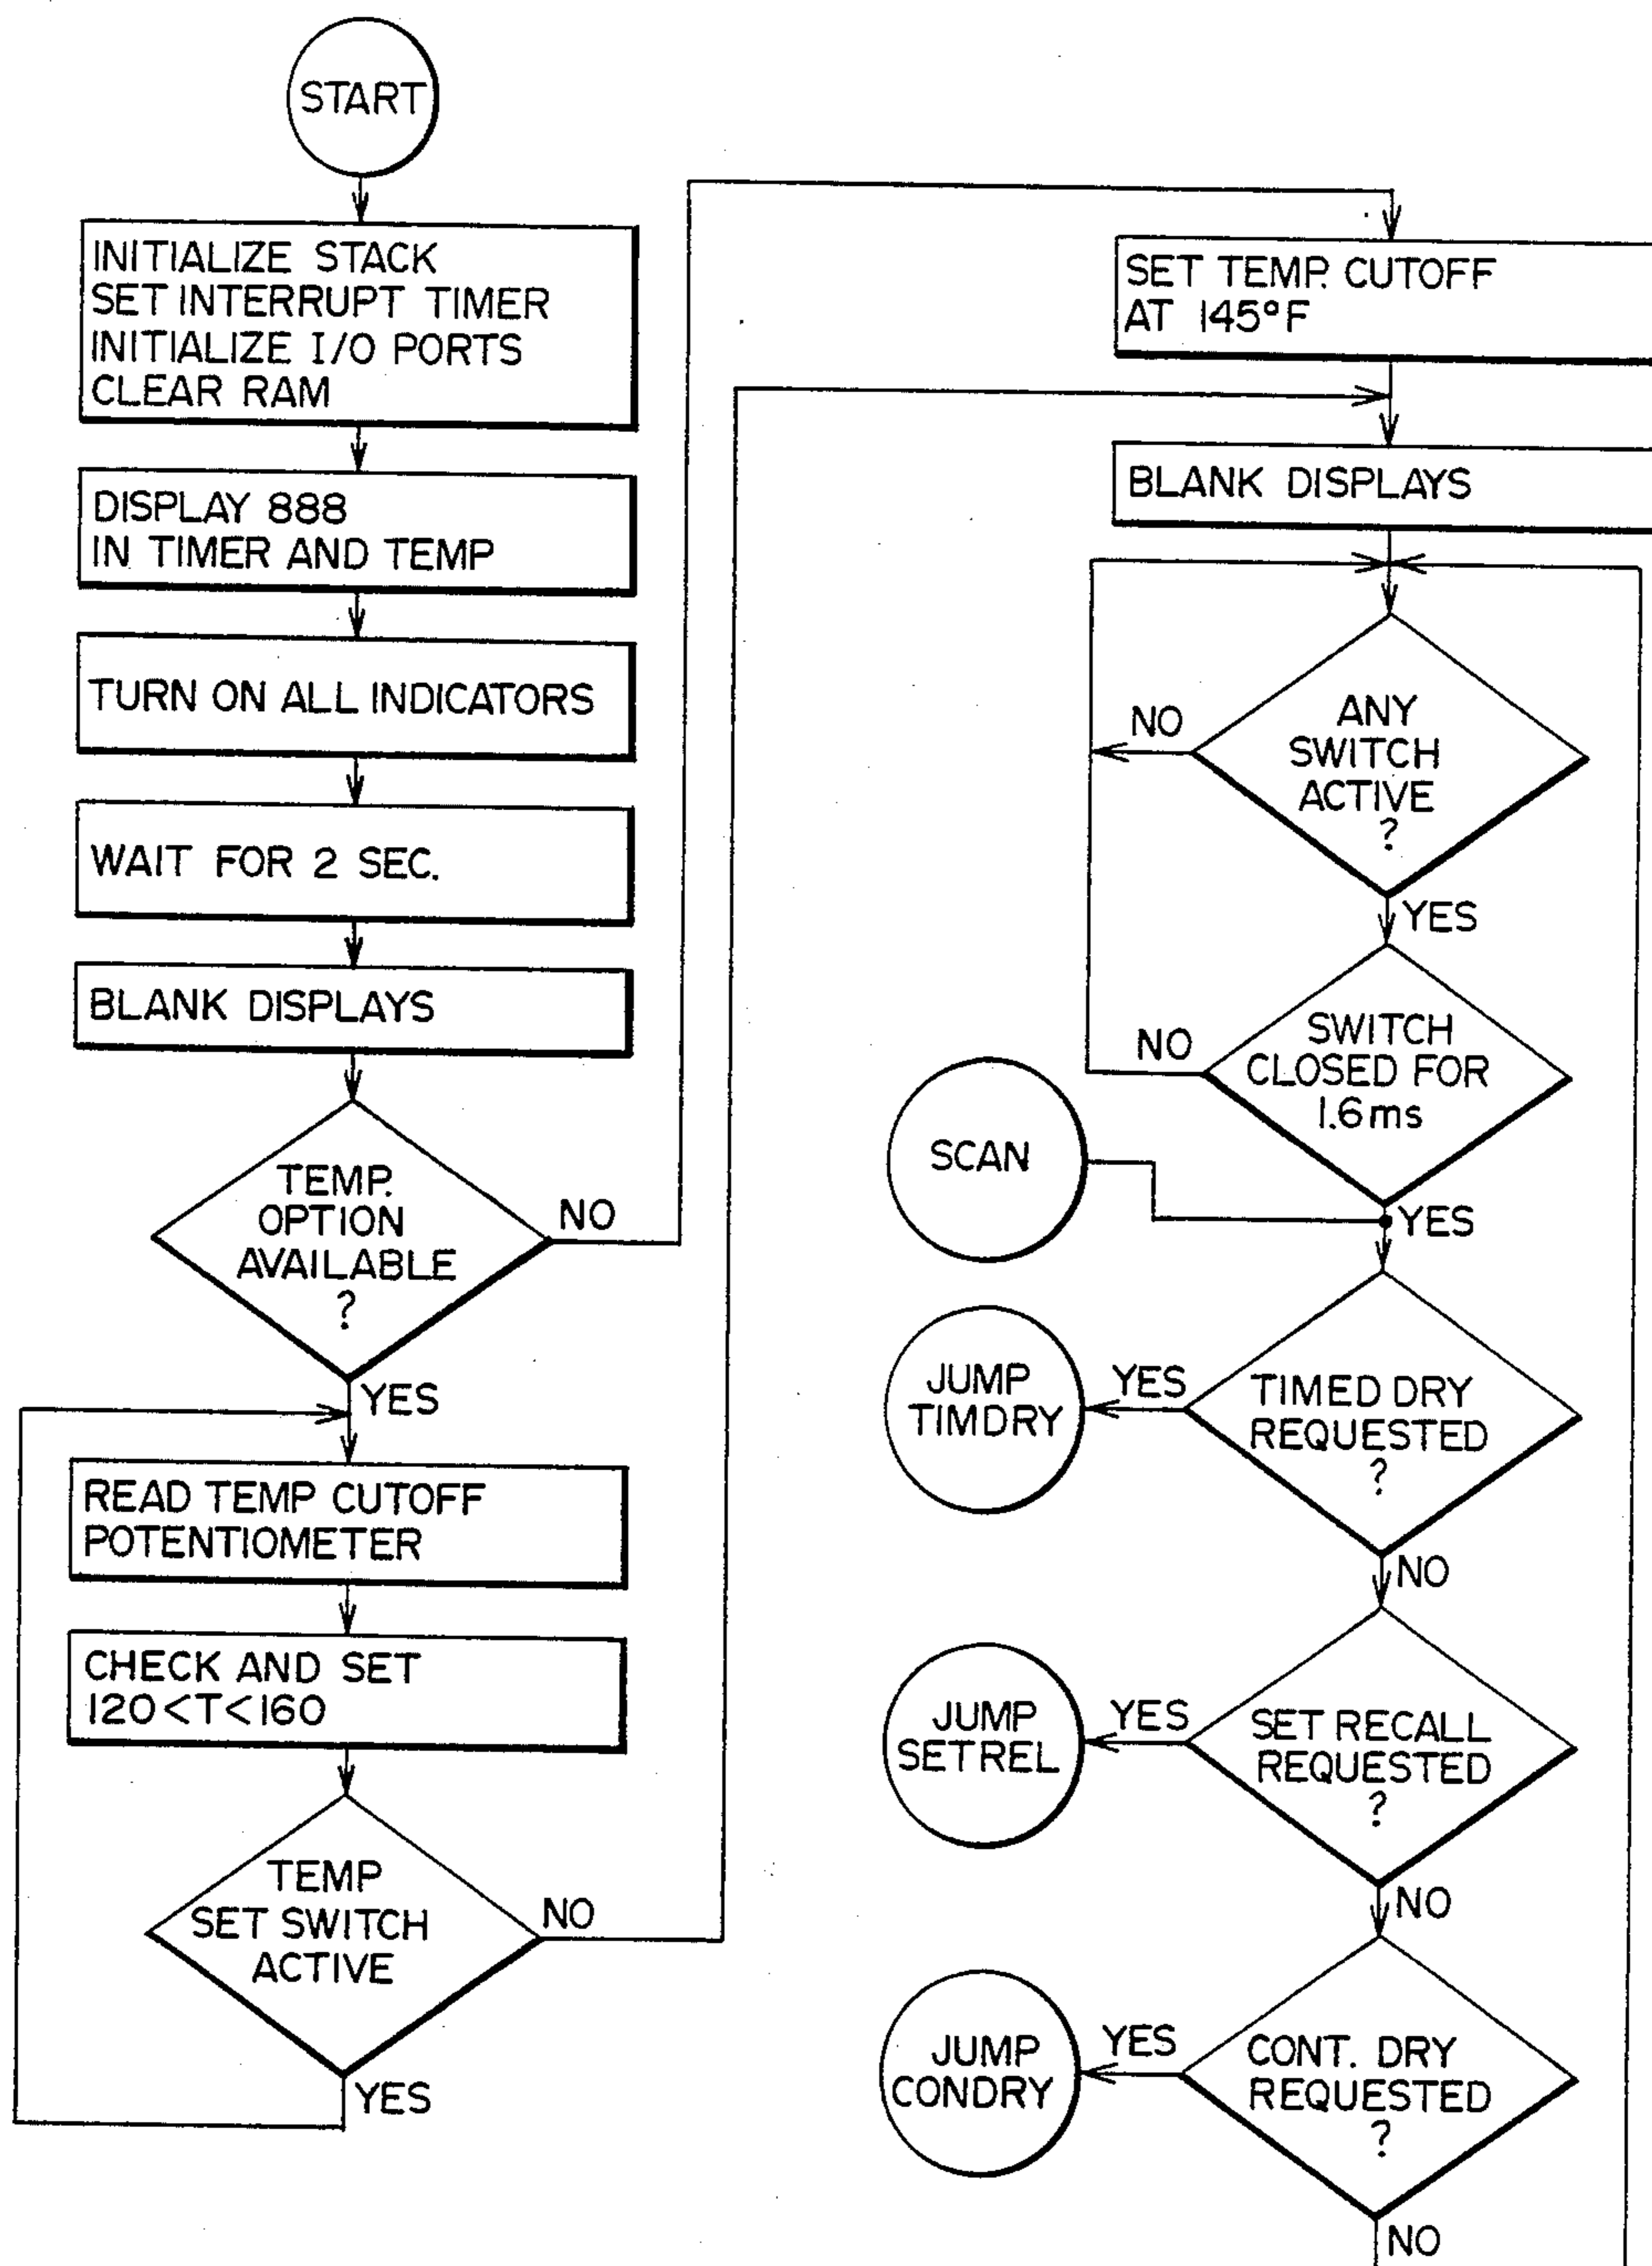 START
INITIALIZE STACK
SET INTERRUPT TIMER
INITIALIZE I/O PORTS
CLEAR RAM
DISPLAY 888
IN TIMER AND TEMP
TURN ON ALL INDICATORS
WAIT FOR 2 SEC.
BLANK DISPLAYS
TEMP.
OPTION
AVAILABLE
?
NO
YES
READ TEMP CUTOFF
POTENTIOMETER
CHECK AND SET
120<T<160
TEMP
SET SWITCH
ACTIVE
NO
YES
SET TEMP. CUTOFF
AT 145°F
BLANK DISPLAYS
ANY
SWITCH
ACTIVE
?
NO
YES
SWITCH
CLOSED FOR
1.6ms
NO
YES
SCAN
TIMED DRY
REQUESTED
?
YES
JUMP
TIMDRY
NO
SET RECALL
REQUESTED
?
YES
JUMP
SETREL
NO
CONT. DRY
REQUESTED
?
YES
JUMP
CONDRY
NO